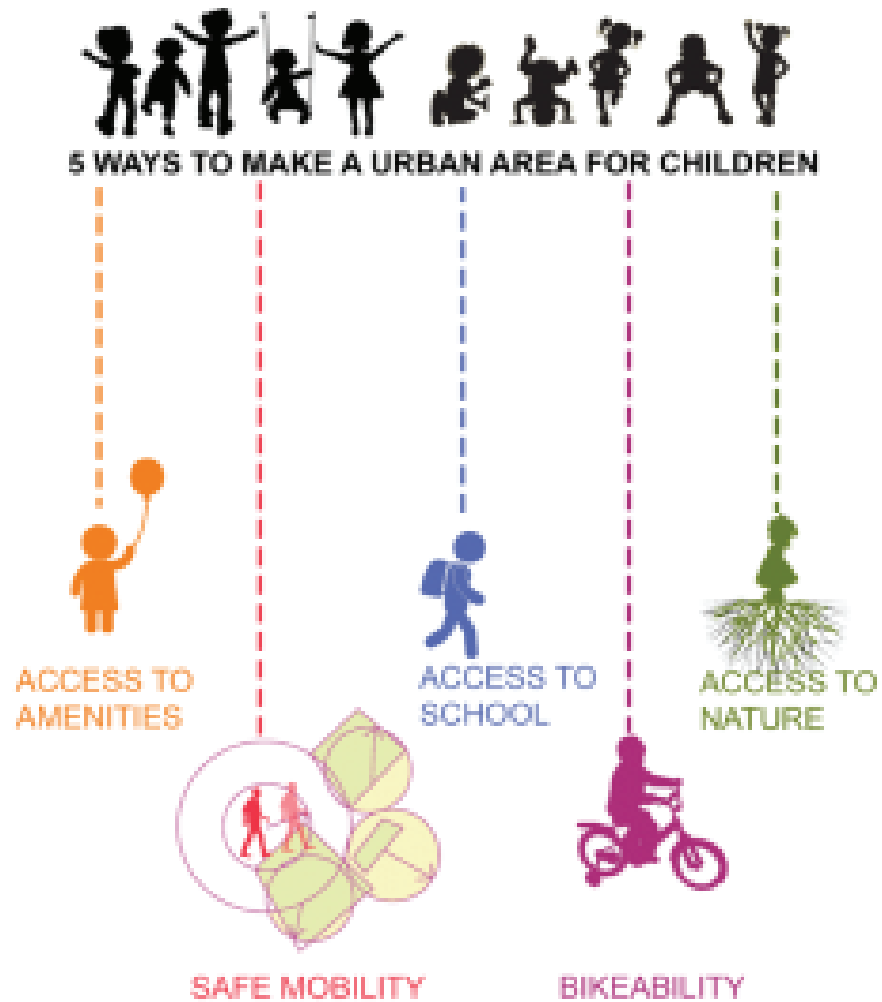 5 WAYS TO MAKE A URBAN AREA FOR CHILDREN
ACCESS TO
AMENITIES
SAFE MOBILITY
ACCESS TO
SCHOOL
BIKEABILITY
ACCESS TO
NATURE